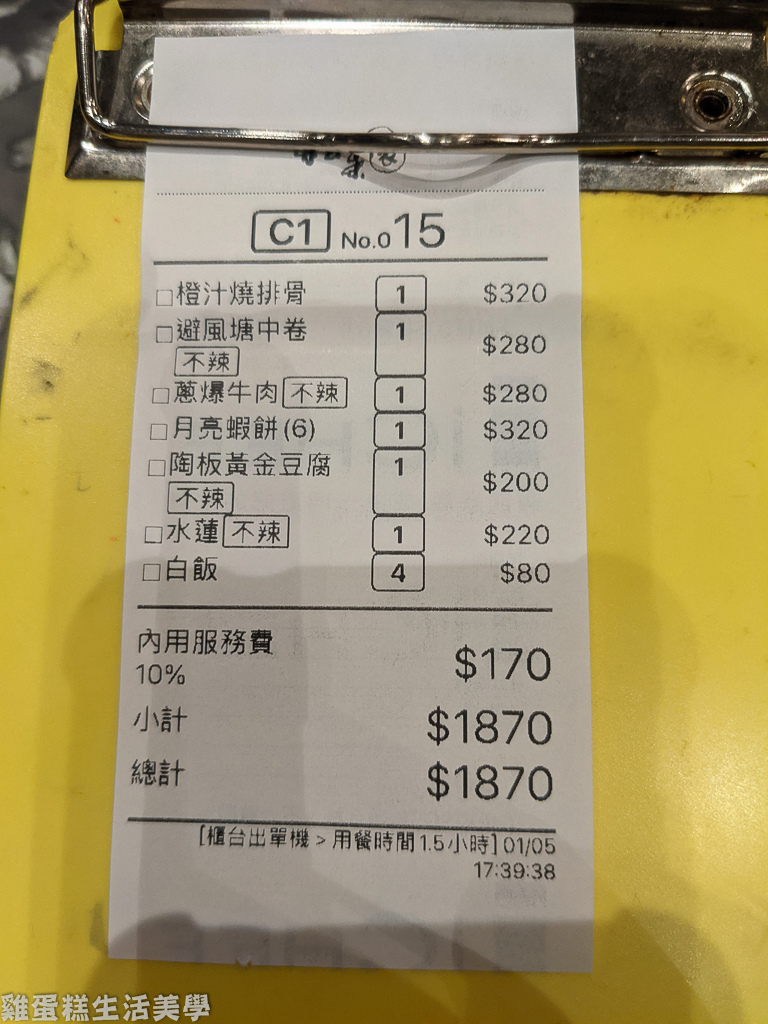 C1 No.015
□橙汁燒排骨 1 $320
□避風塘中卷 1 $280
不辣
□蔥爆牛肉 不辣 1 $280
□月亮蝦餅(6) 1 $320
□陶板黃金豆腐 1 $200
不辣
□水蓮 不辣 1 $220
□白飯 4 $80
內用服務費
10% $170
小計 $1870
總計 $1870
[櫃台出單機 > 用餐時間1.5小時] 01/05
17:39:38
雞蛋糕生活美學